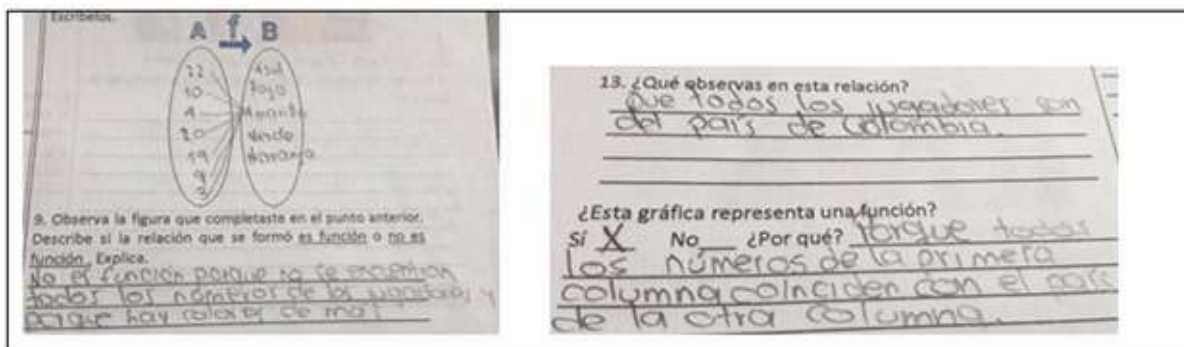 Escríbelos.
A f B
22 Azul
10 Rojo
4 Monito
20 Verde
19 Naranja
9
3
9. Observa la figura que completaste en el punto anterior.
Describe si la relación que se formó es función o no es
función. Explica.
No es función porque no se encuentran
todos los números de los jugadores y
porque hay colores de mas
13. ¿Qué observas en esta relación?
Que todos los jugadores son
del país de Colombia.
¿Esta gráfica representa una función?
Sí X No ¿Por qué? Porque todos
los números de la primera
columna coinciden con el país
de la otra columna.